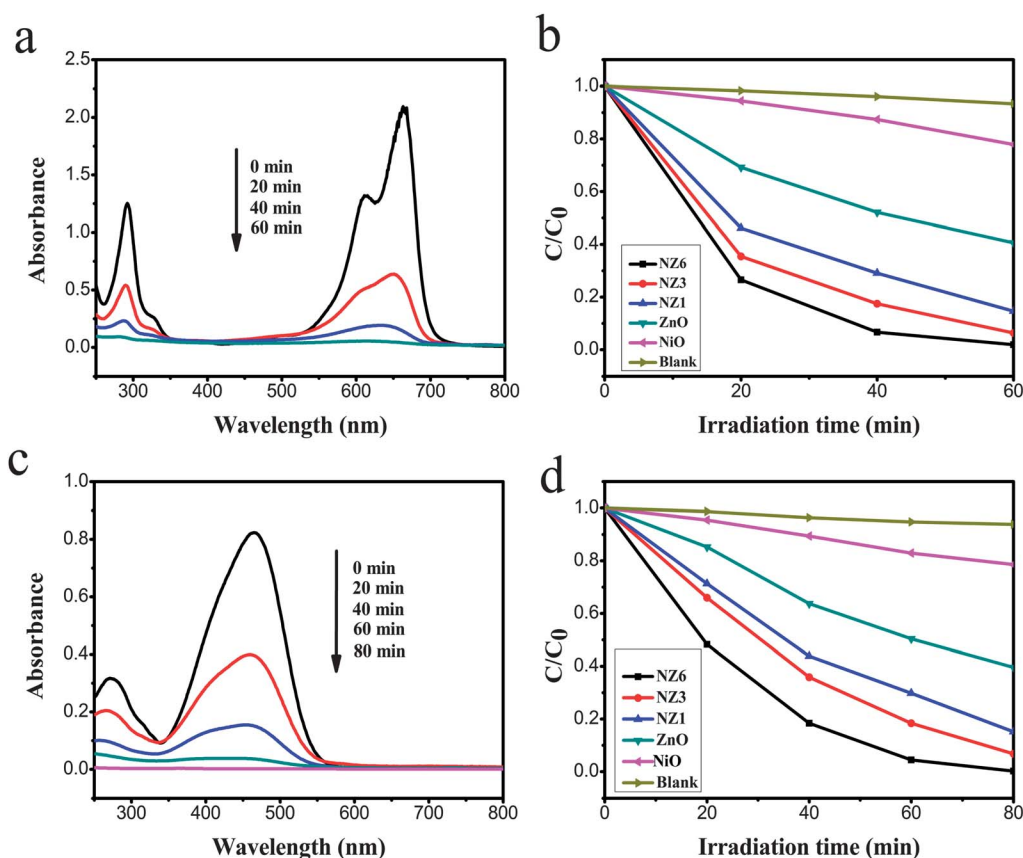 a
2.5
2.0
1.5
1.0
0.5
0.0
Absorbance
0 min
20 min
40 min
60 min
300 400 500 600 700 800
Wavelength (nm)
b
1.0
0.8
0.6
0.4
0.2
0.0
C/C0
NZ6
NZ3
NZ1
ZnO
NiO
Blank
0 20 40 60
Irradiation time (min)
c
1.0
0.8
0.6
0.4
0.2
0.0
Absorbance
0 min
20 min
40 min
60 min
80 min
300 400 500 600 700 800
Wavelength (nm)
d
1.0
0.8
0.6
0.4
0.2
0.0
C/C0
NZ6
NZ3
NZ1
ZnO
NiO
Blank
0 20 40 60 80
Irradiation time (min)